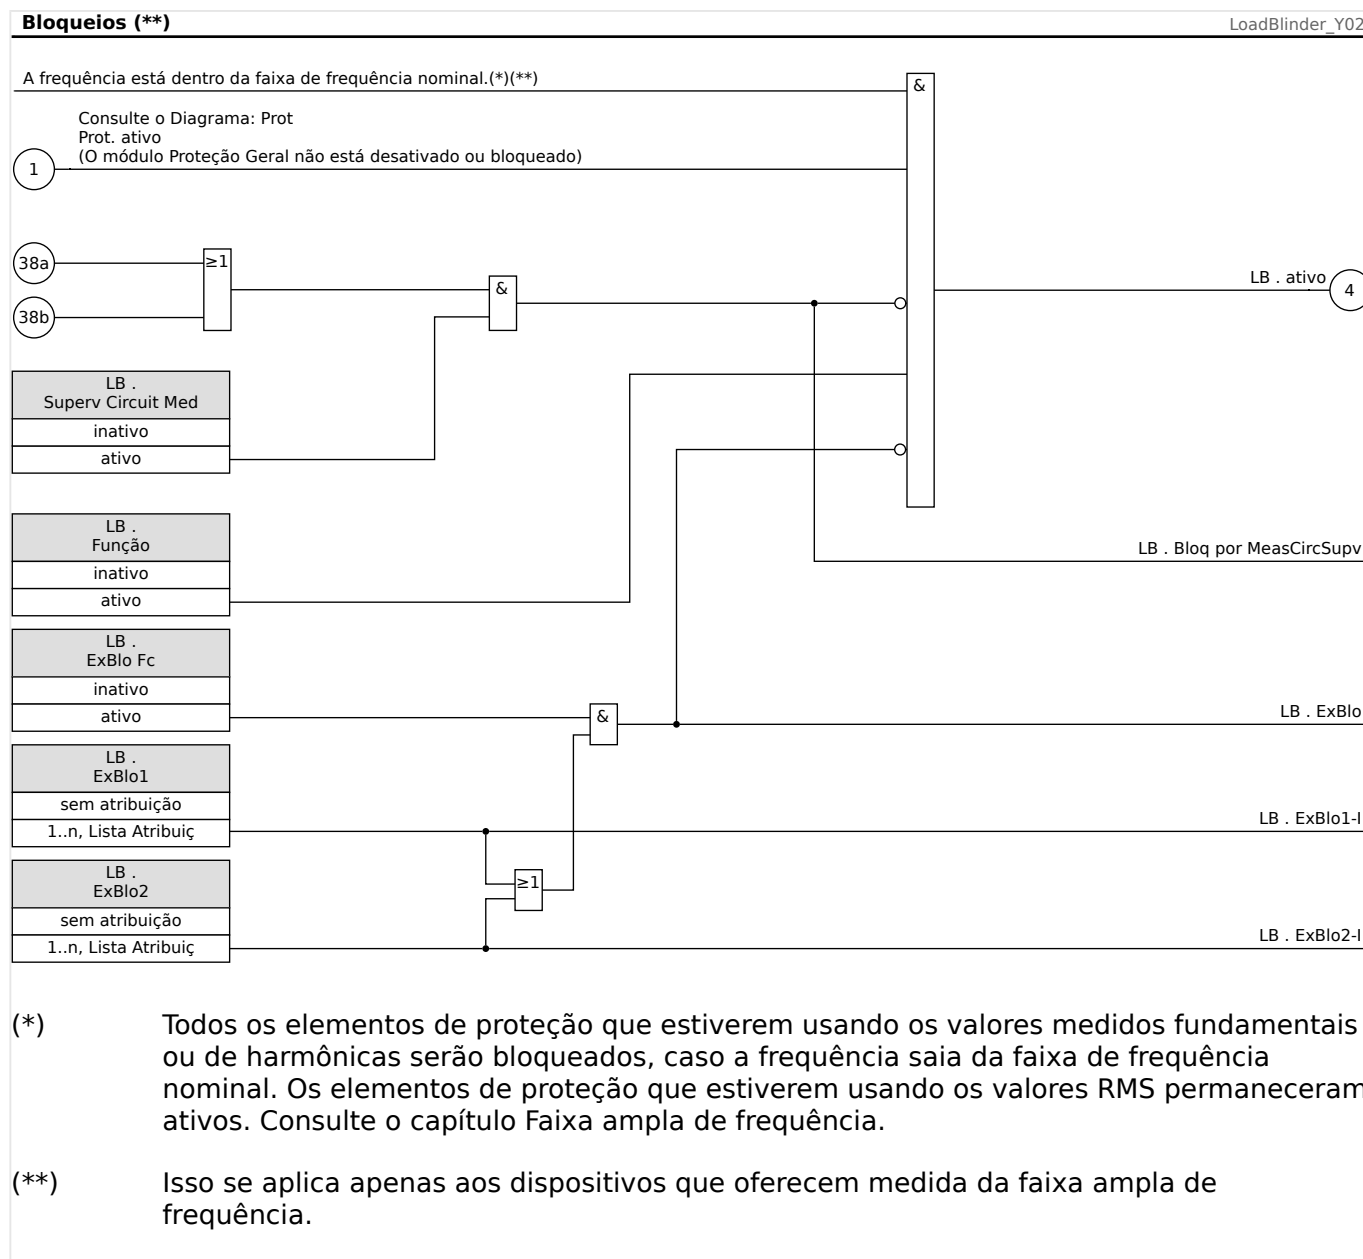 Bloqueios (**)
LoadBlinder_Y02
A frequência está dentro da faixa de frequência nominal.(*)(**)
&
Consulte o Diagrama: Prot
Prot. ativo
(O módulo Proteção Geral não está desativado ou bloqueado)
1
38a
≥1
38b
&
LB . ativo
4
LB .
Superv Circuit Med
inativo
ativo
LB .
Função
inativo
ativo
LB . Bloq por MeasCircSupv
LB .
ExBlo Fc
inativo
ativo
&
LB . ExBlo
LB .
ExBlo1
sem atribuição
1..n, Lista Atribuiç
LB . ExBlo1-I
≥1
LB .
ExBlo2
sem atribuição
1..n, Lista Atribuiç
LB . ExBlo2-I
(*) Todos os elementos de proteção que estiverem usando os valores medidos fundamentais
ou de harmônicas serão bloqueados, caso a frequência saia da faixa de frequência
nominal. Os elementos de proteção que estiverem usando os valores RMS permaneceram
ativos. Consulte o capítulo Faixa ampla de frequência.
(**) Isso se aplica apenas aos dispositivos que oferecem medida da faixa ampla de
frequência.